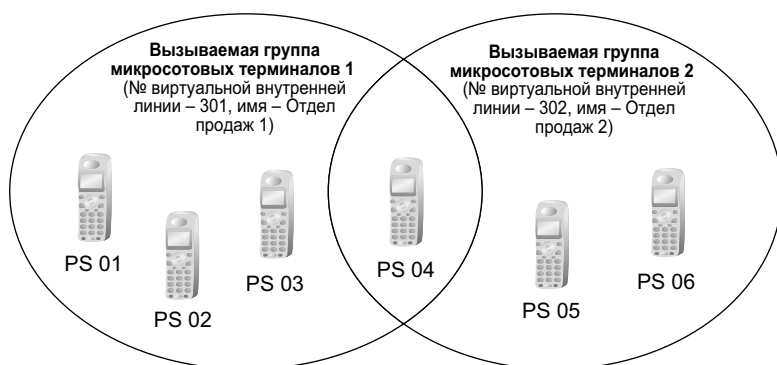 Вызываемая группа
микросотовых терминалов 1
(№ виртуальной внутренней
линии – 301, имя – Отдел
продаж 1)
Вызываемая группа
микросотовых терминалов 2
(№ виртуальной внутренней
линии – 302, имя – Отдел
продаж 2)
PS 01
PS 02
PS 03
PS 04
PS 05
PS 06